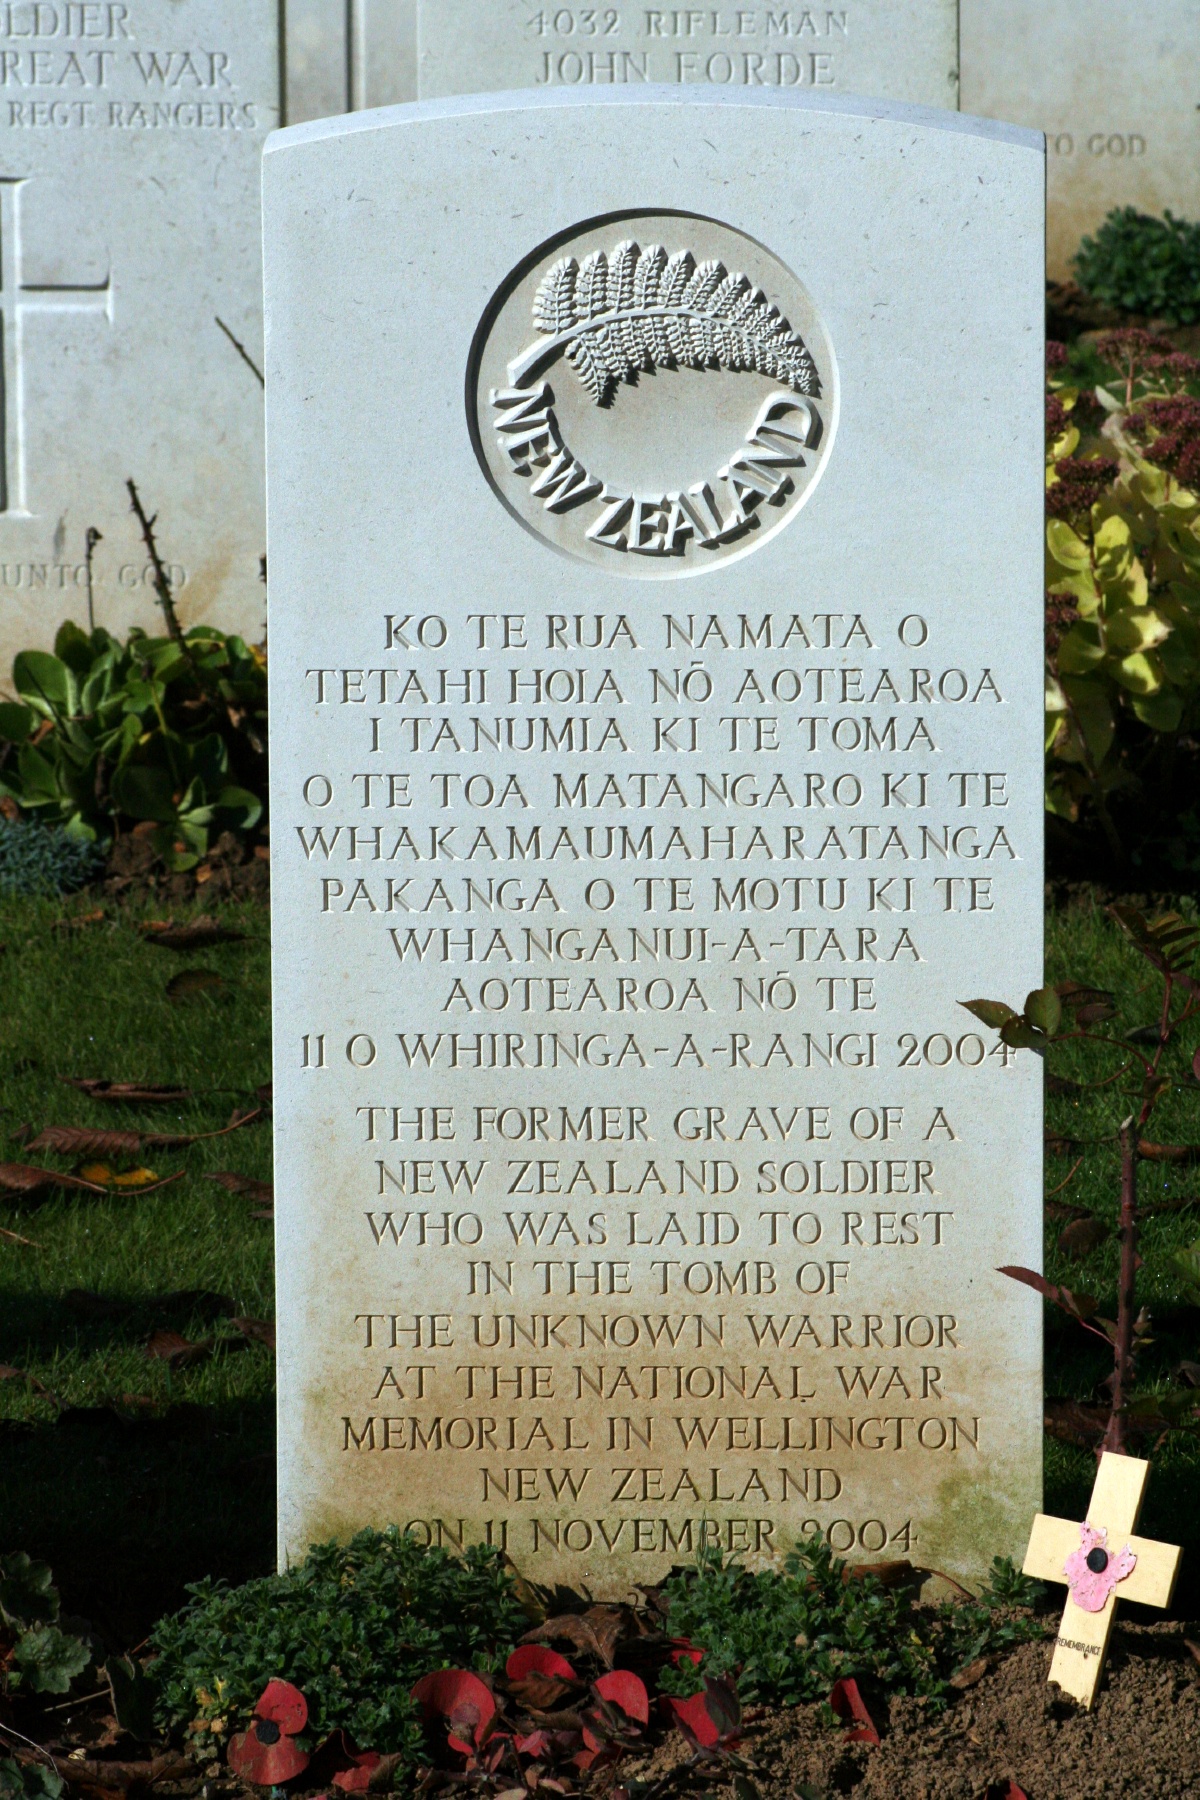 4032 RIFLEMAN
JOHN FORDE
GREAT WAR
REGT RANGERS
TO GOD
UNTO GOD
NEW ZEALAND
KO TE RUA NAMATA O
TETAHI HOIA NŌ AOTEAROA
I TANUMIA KI TE TOMA
O TE TOA MATANGARO KI TE
WHAKAMAUMAHARATANGA
PAKANGA O TE MOTU KI TE
WHANGANUI-A-TARA
AOTEAROA NŌ TE
11 O WHIRINGA-A-RANGI 2004
THE FORMER GRAVE OF A
NEW ZEALAND SOLDIER
WHO WAS LAID TO REST
IN THE TOMB OF
THE UNKNOWN WARRIOR
AT THE NATIONAL WAR
MEMORIAL IN WELLINGTON
NEW ZEALAND
ON 11 NOVEMBER 2004
REMEMBRANCE